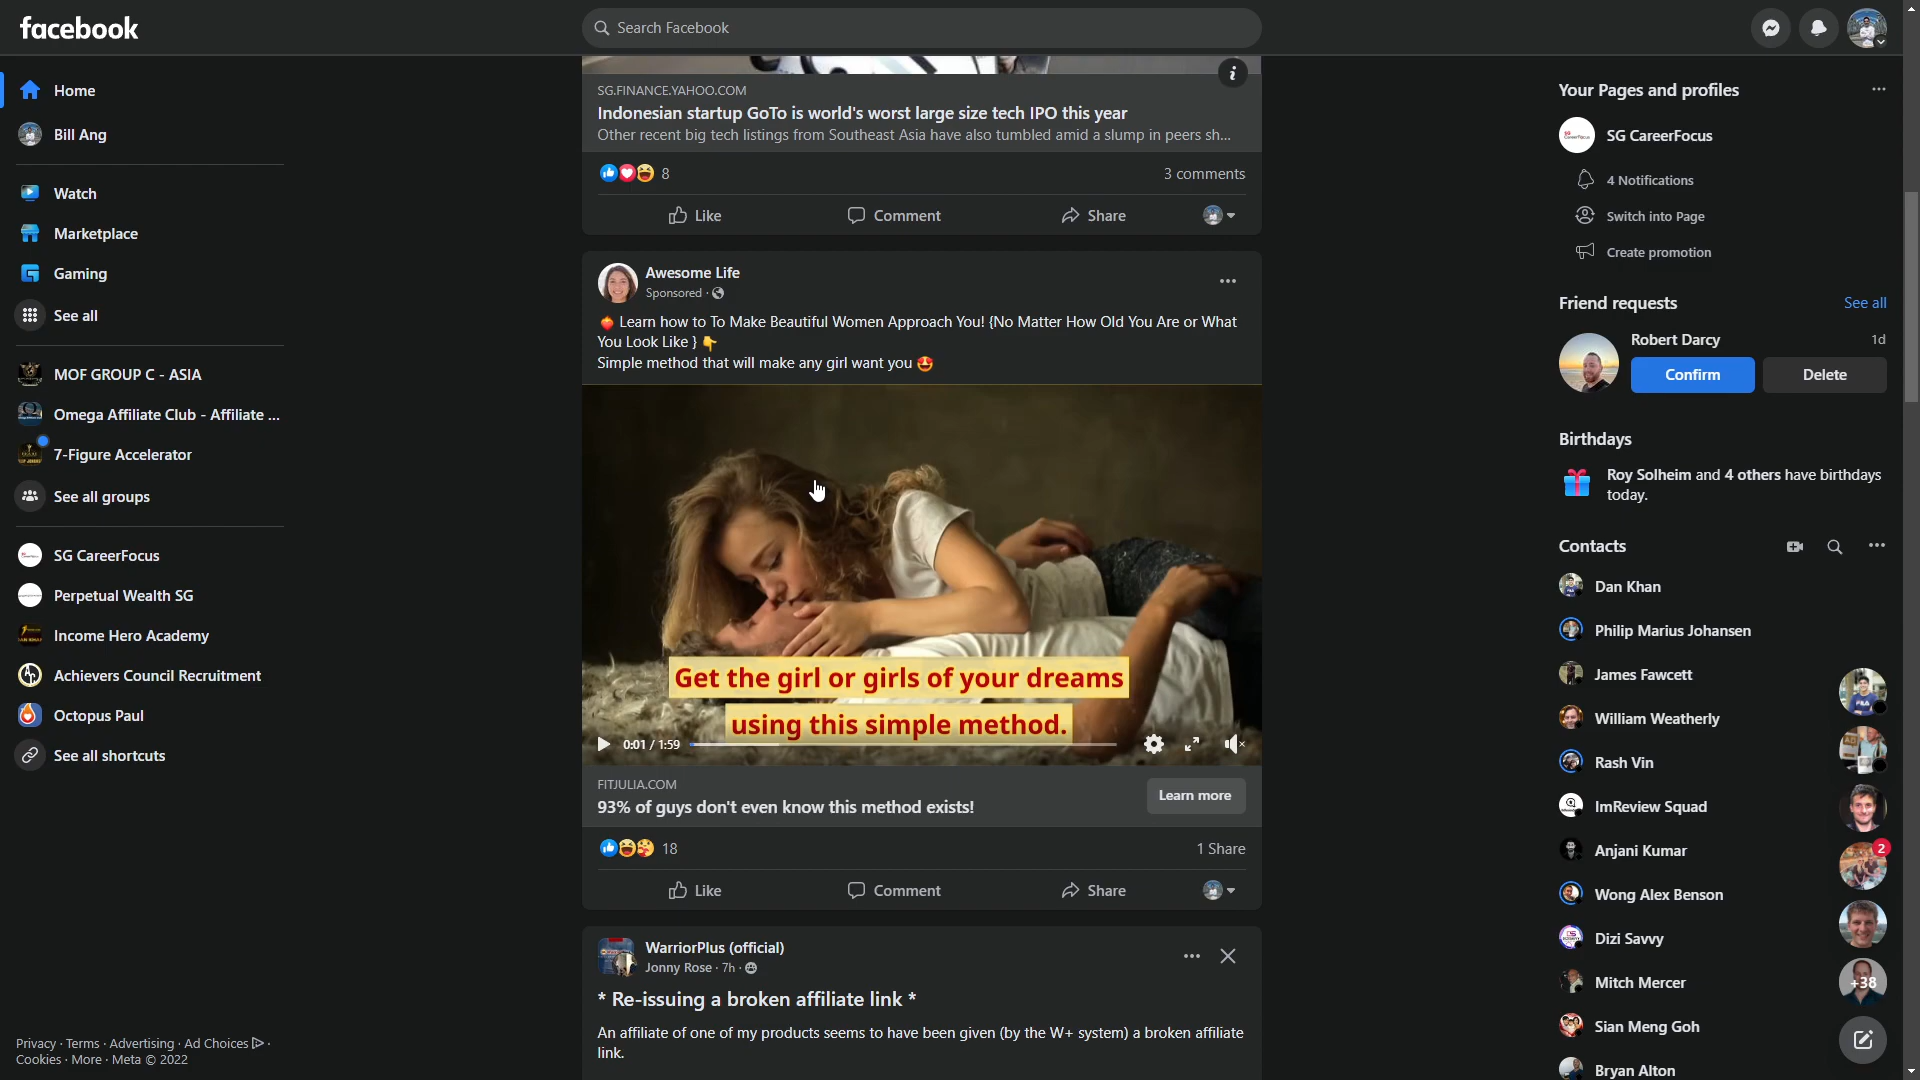 facebook
Search Facebook
Home
Bill Ang
Watch
Marketplace
Gaming
See all
MOF GROUP C - ASIA
Omega Affiliate Club - Affiliate ...
7-Figure Accelerator
See all groups
SG CareerFocus
Perpetual Wealth SG
Income Hero Academy
Achievers Council Recruitment
Octopus Paul
See all shortcuts
Privacy · Terms · Advertising · Ad Choices ·
Cookies · More · Meta © 2022
SG.FINANCE.YAHOO.COM
Indonesian startup GoTo is world's worst large size tech IPO this year
Other recent big tech listings from Southeast Asia have also tumbled amid a slump in peers sh...
8
3 comments
Like
Comment
Share
Awesome Life
Sponsored ·
Learn how to To Make Beautiful Women Approach You! {No Matter How Old You Are or What
You Look Like } 👇
Simple method that will make any girl want you 🤩
Get the girl or girls of your dreams
using this simple method.
0:01 / 1:59
FITJULIA.COM
93% of guys don't even know this method exists!
Learn more
18
1 Share
Like
Comment
Share
WarriorPlus (official)
Jonny Rose · 7h ·
* Re-issuing a broken affiliate link *
An affiliate of one of my products seems to have been given (by the W+ system) a broken affiliate
link.
Your Pages and profiles
SG CareerFocus
4 Notifications
Switch into Page
Create promotion
Friend requests
See all
Robert Darcy
1d
Confirm
Delete
Birthdays
Roy Solheim and 4 others have birthdays
today.
Contacts
Dan Khan
Philip Marius Johansen
James Fawcett
William Weatherly
Rash Vin
ImReview Squad
Anjani Kumar
Wong Alex Benson
Dizi Savvy
Mitch Mercer
Sian Meng Goh
Bryan Alton
2
+38